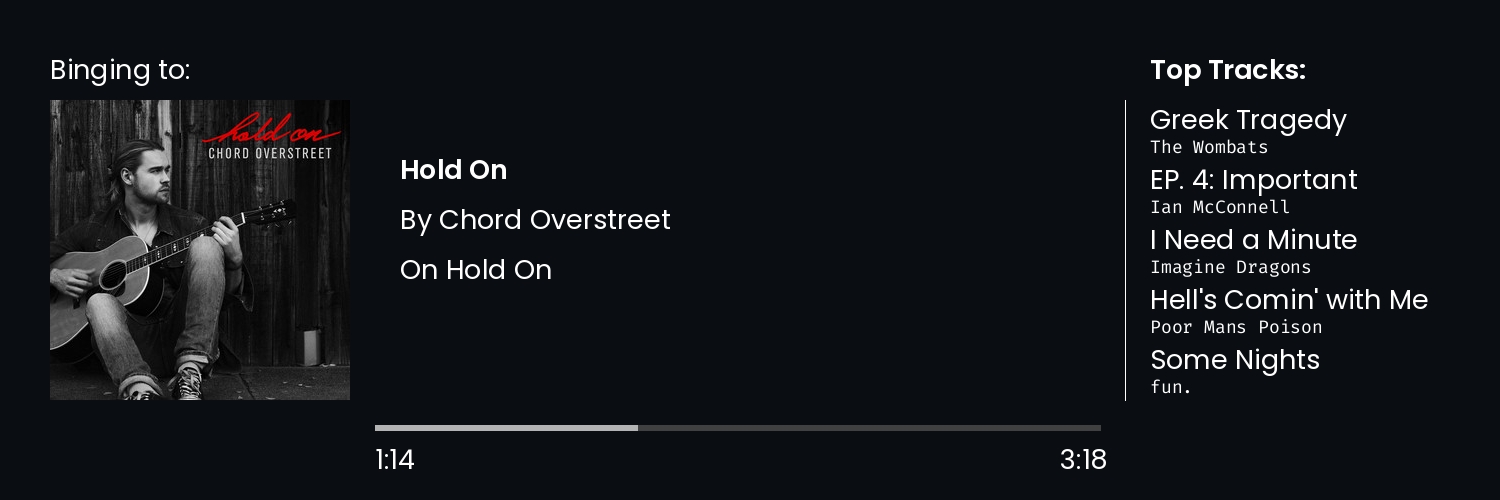 Binging to:
hold on
CHORD OVERSTREET
Hold On
By Chord Overstreet
On Hold On
1:14
3:18
Top Tracks:
Greek Tragedy
The Wombats
EP. 4: Important
Ian McConnell
I Need a Minute
Imagine Dragons
Hell's Comin' with Me
Poor Mans Poison
Some Nights
fun.